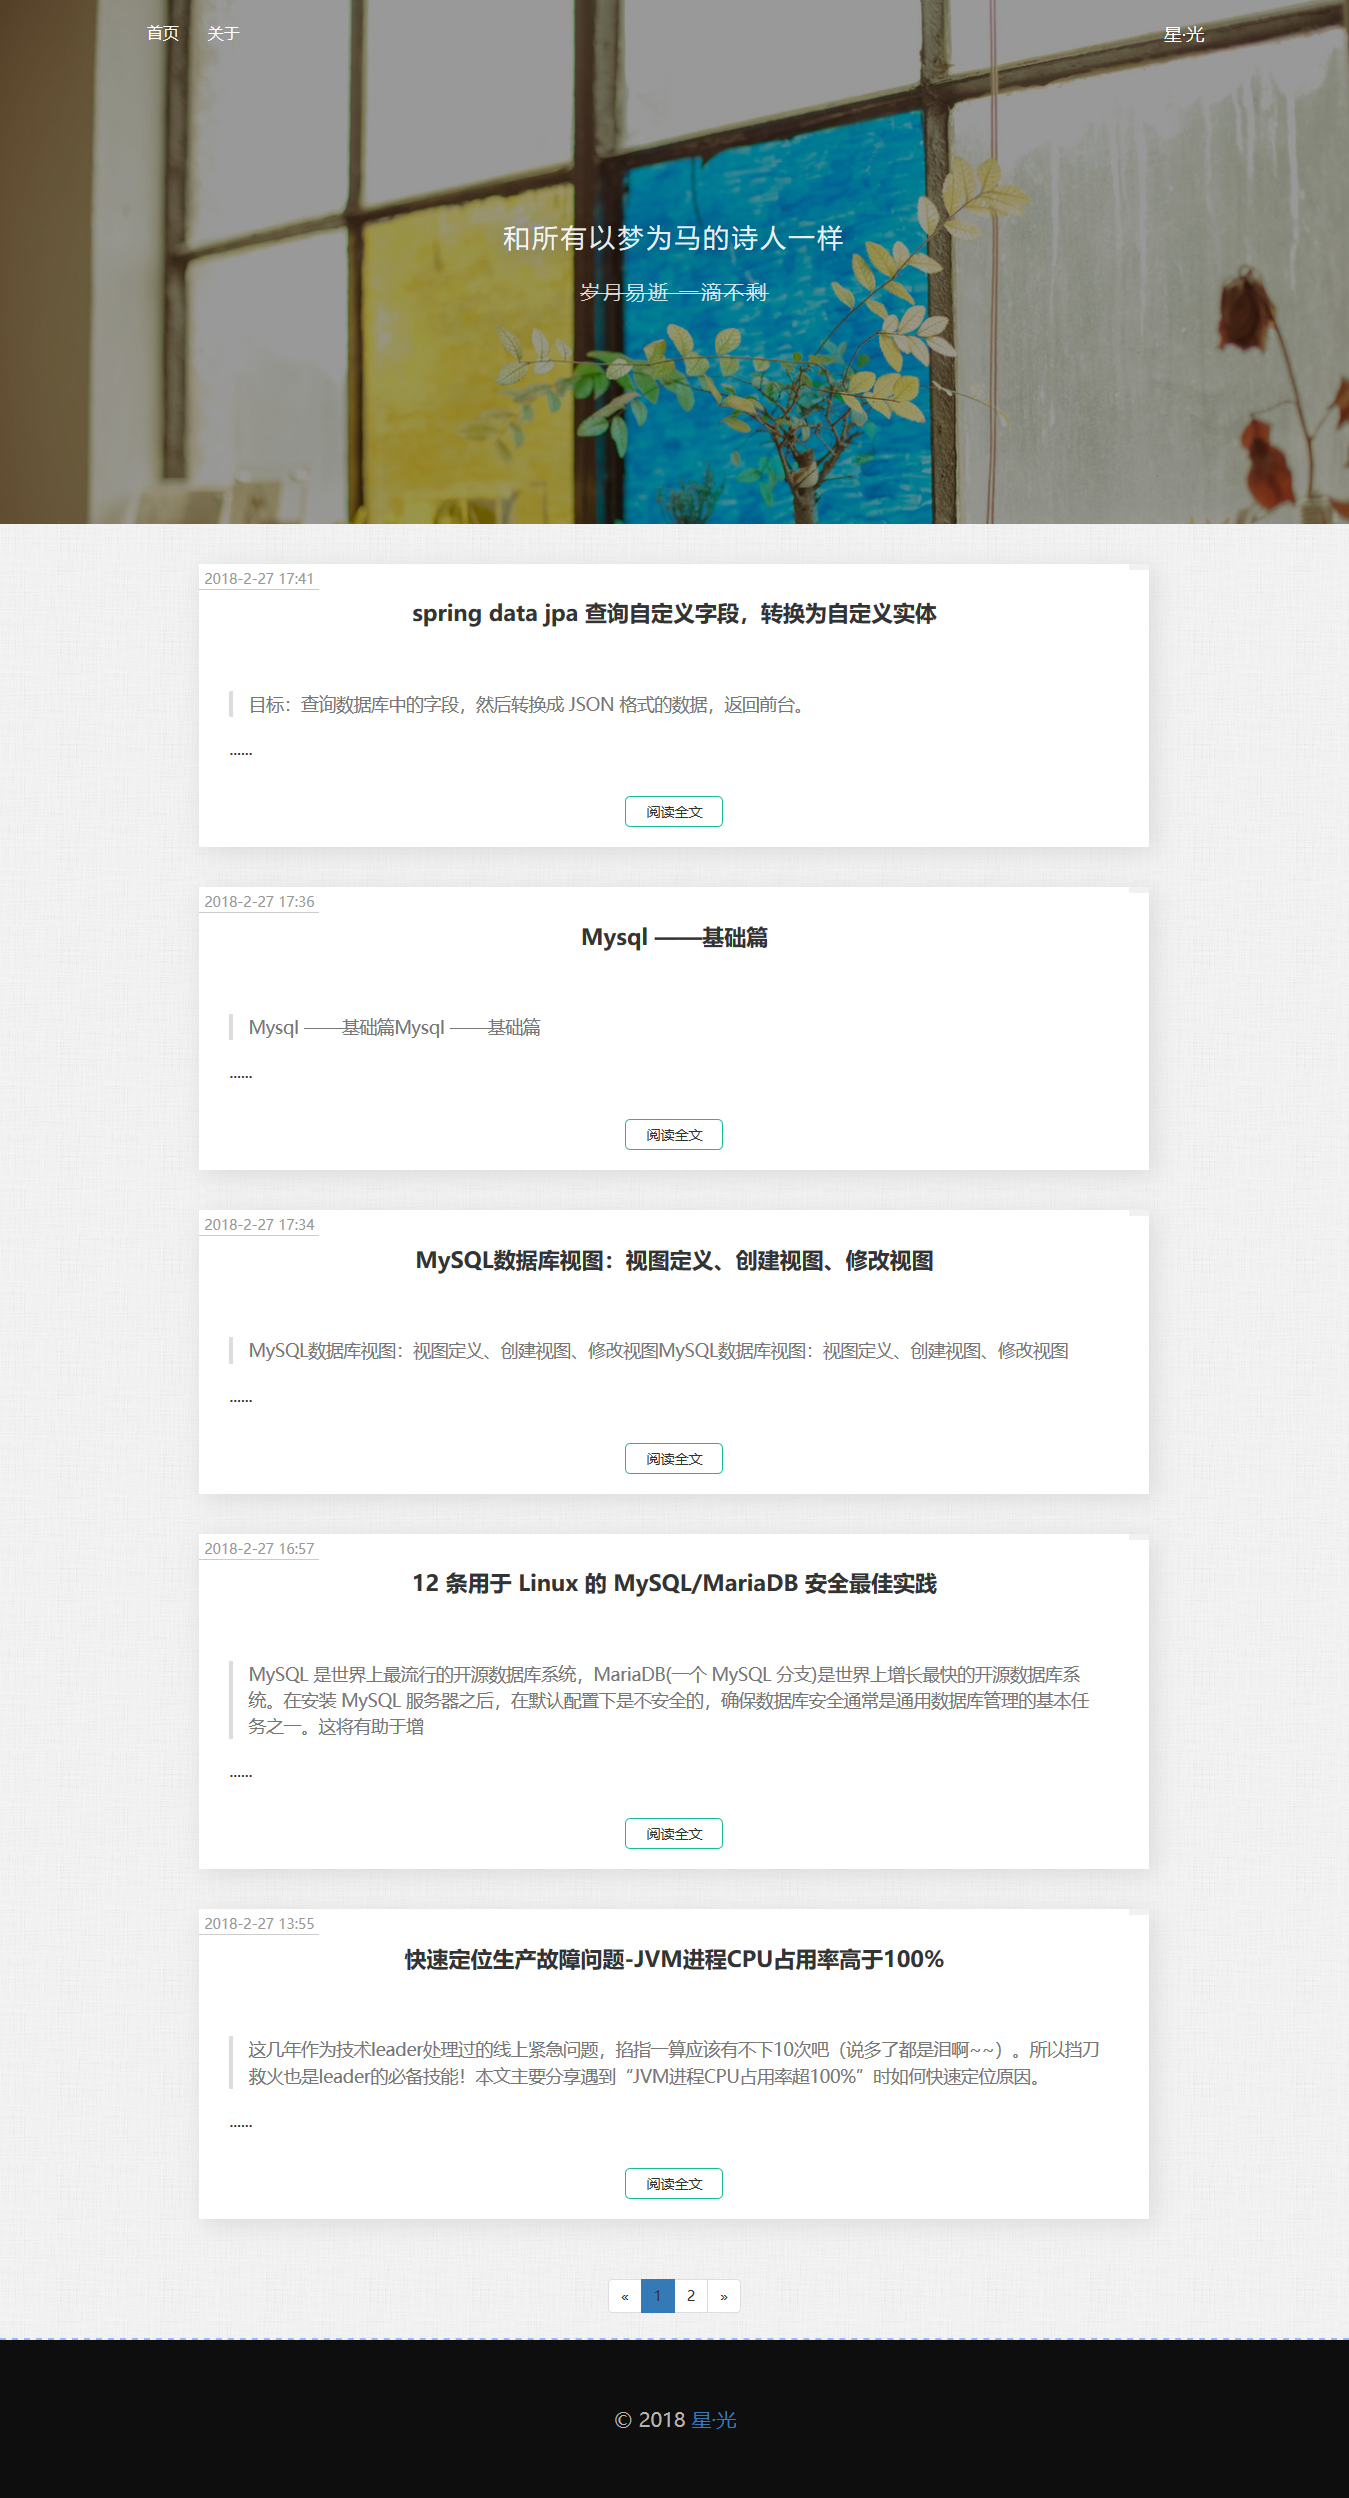 首页 关于 星·光
和所有以梦为马的诗人一样
岁月易逝 一滴不剩
2018-2-27 17:41
spring data jpa 查询自定义字段，转换为自定义实体
目标：查询数据库中的字段，然后转换成 JSON 格式的数据，返回前台。
......
阅读全文
2018-2-27 17:36
Mysql ——基础篇
Mysql ——基础篇Mysql ——基础篇
......
阅读全文
2018-2-27 17:34
MySQL数据库视图：视图定义、创建视图、修改视图
MySQL数据库视图：视图定义、创建视图、修改视图MySQL数据库视图：视图定义、创建视图、修改视图
......
阅读全文
2018-2-27 16:57
12 条用于 Linux 的 MySQL/MariaDB 安全最佳实践
MySQL 是世界上最流行的开源数据库系统，MariaDB(一个 MySQL 分支)是世界上增长最快的开源数据库系
统。在安装 MySQL 服务器之后，在默认配置下是不安全的，确保数据库安全通常是通用数据库管理的基本任
务之一。这将有助于增
......
阅读全文
2018-2-27 13:55
快速定位生产故障问题-JVM进程CPU占用率高于100%
这几年作为技术leader处理过的线上紧急问题，掐指一算应该有不下10次吧（说多了都是泪啊~~）。所以挡刀
救火也是leader的必备技能！本文主要分享遇到“JVM进程CPU占用率超100%”时如何快速定位原因。
......
阅读全文
« 1 2 »
© 2018 星·光